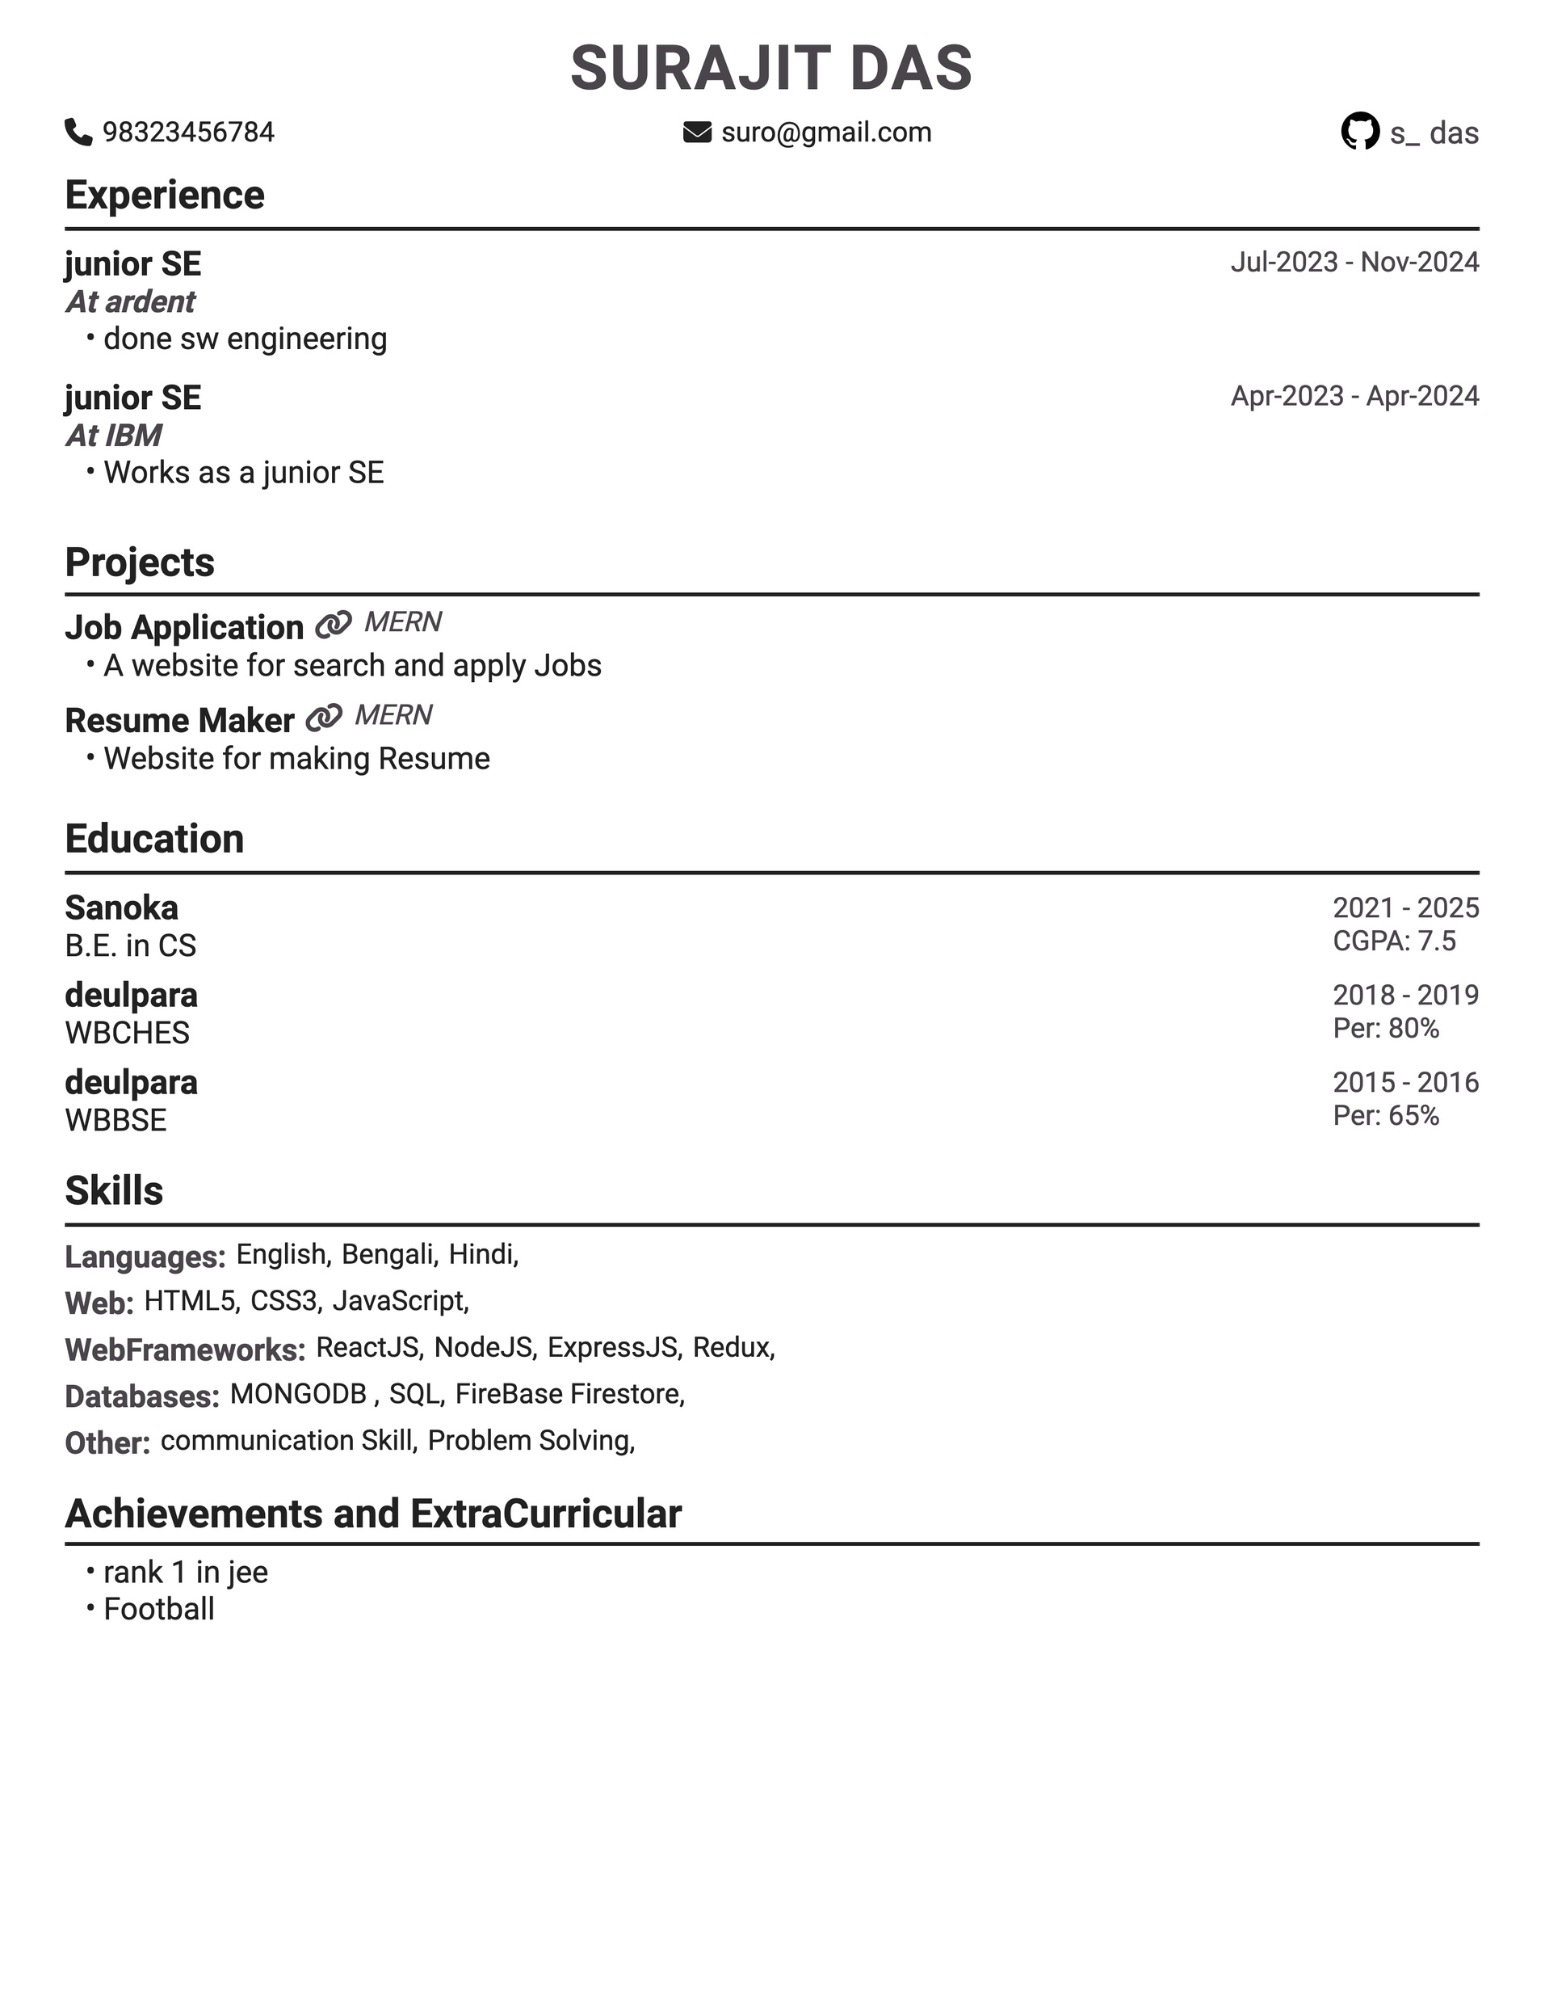 SURAJIT DAS
98323456784 suro@gmail.com s_ das
Experience
junior SE Jul-2023 - Nov-2024
At ardent
• done sw engineering
junior SE Apr-2023 - Apr-2024
At IBM
• Works as a junior SE
Projects
Job Application MERN
• A website for search and apply Jobs
Resume Maker MERN
• Website for making Resume
Education
Sanoka 2021 - 2025
B.E. in CS CGPA: 7.5
deulpara 2018 - 2019
WBCHES Per: 80%
deulpara 2015 - 2016
WBBSE Per: 65%
Skills
Languages: English, Bengali, Hindi,
Web: HTML5, CSS3, JavaScript,
WebFrameworks: ReactJS, NodeJS, ExpressJS, Redux,
Databases: MONGODB , SQL, FireBase Firestore,
Other: communication Skill, Problem Solving,
Achievements and ExtraCurricular
• rank 1 in jee
• Football